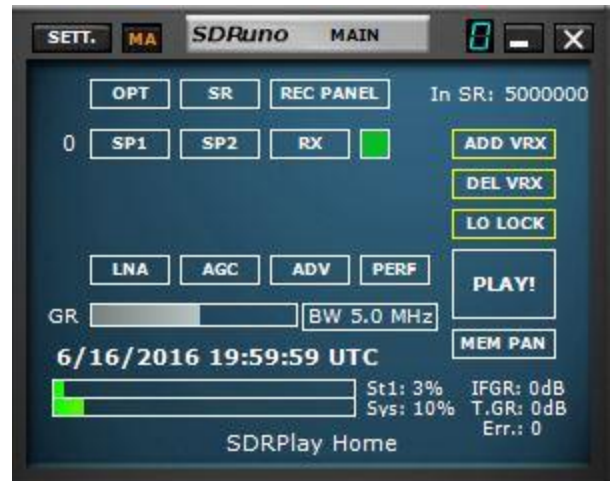 SETT. MA SDRuno MAIN 0
OPT SR REC PANEL In SR: 5000000
0 SP1 SP2 RX ADD VRX
DEL VRX
LO LOCK
LNA AGC ADV PERF PLAY!
GR BW 5.0 MHz
MEM PAN
6/16/2016 19:59:59 UTC
St1: 3% IFGR: 0dB
Sys: 10% T.GR: 0dB
Err.: 0
SDRPlay Home